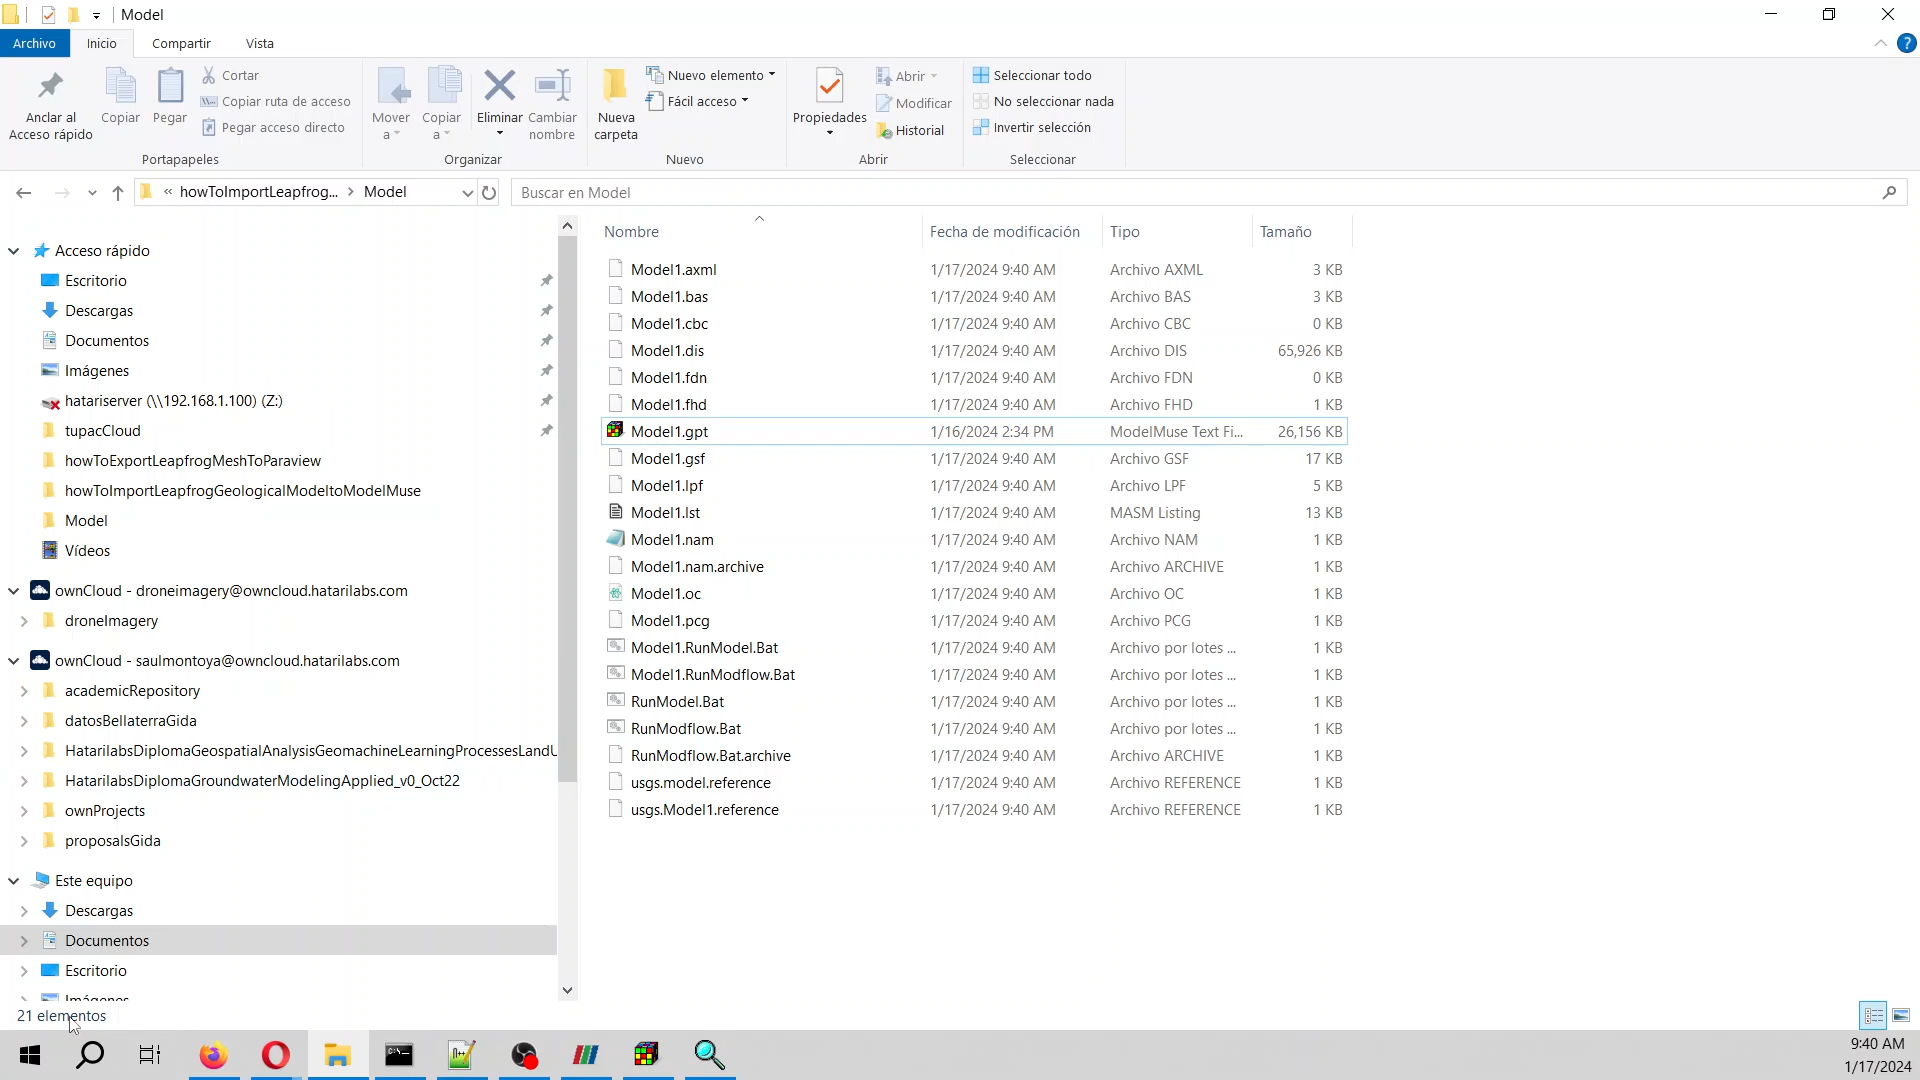 Model
Archivo
Inicio
Compartir
Vista
Anclar al
Acceso rápido
Copiar
Pegar
Cortar
Copiar ruta de acceso
Pegar acceso directo
Portapapeles
Mover
a
Copiar
a
Eliminar
Cambiar
nombre
Organizar
Nueva
carpeta
Nuevo elemento
Fácil acceso
Nuevo
Propiedades
Abrir
Modificar
Historial
Abrir
Seleccionar todo
No seleccionar nada
Invertir selección
Seleccionar
« howToImportLeapfrog... > Model
Buscar en Model
Acceso rápido
Escritorio
Descargas
Documentos
Imágenes
hatariserver (\\192.168.1.100) (Z:)
tupacCloud
howToExportLeapfrogMeshToParaview
howToImportLeapfrogGeologicalModeltoModelMuse
Model
Vídeos
ownCloud - droneimagery@owncloud.hatarilabs.com
droneImagery
ownCloud - saulmontoya@owncloud.hatarilabs.com
academicRepository
datosBellaterraGida
HatarilabsDiplomaGeospatialAnalysisGeomachineLearningProcessesLandU
HatarilabsDiplomaGroundwaterModelingApplied_v0_Oct22
ownProjects
proposalsGida
Este equipo
Descargas
Documentos
Escritorio
Imágenes
Nombre Fecha de modificación Tipo Tamaño
Model1.axml 1/17/2024 9:40 AM Archivo AXML 3 KB
Model1.bas 1/17/2024 9:40 AM Archivo BAS 3 KB
Model1.cbc 1/17/2024 9:40 AM Archivo CBC 0 KB
Model1.dis 1/17/2024 9:40 AM Archivo DIS 65,926 KB
Model1.fdn 1/17/2024 9:40 AM Archivo FDN 0 KB
Model1.fhd 1/17/2024 9:40 AM Archivo FHD 1 KB
Model1.gpt 1/16/2024 2:34 PM ModelMuse Text Fi... 26,156 KB
Model1.gsf 1/17/2024 9:40 AM Archivo GSF 17 KB
Model1.lpf 1/17/2024 9:40 AM Archivo LPF 5 KB
Model1.lst 1/17/2024 9:40 AM MASM Listing 13 KB
Model1.nam 1/17/2024 9:40 AM Archivo NAM 1 KB
Model1.nam.archive 1/17/2024 9:40 AM Archivo ARCHIVE 1 KB
Model1.oc 1/17/2024 9:40 AM Archivo OC 1 KB
Model1.pcg 1/17/2024 9:40 AM Archivo PCG 1 KB
Model1.RunModel.Bat 1/17/2024 9:40 AM Archivo por lotes ... 1 KB
Model1.RunModflow.Bat 1/17/2024 9:40 AM Archivo por lotes ... 1 KB
RunModel.Bat 1/17/2024 9:40 AM Archivo por lotes ... 1 KB
RunModflow.Bat 1/17/2024 9:40 AM Archivo por lotes ... 1 KB
RunModflow.Bat.archive 1/17/2024 9:40 AM Archivo ARCHIVE 1 KB
usgs.model.reference 1/17/2024 9:40 AM Archivo REFERENCE 1 KB
usgs.Model1.reference 1/17/2024 9:40 AM Archivo REFERENCE 1 KB
21 elementos
9:40 AM
1/17/2024